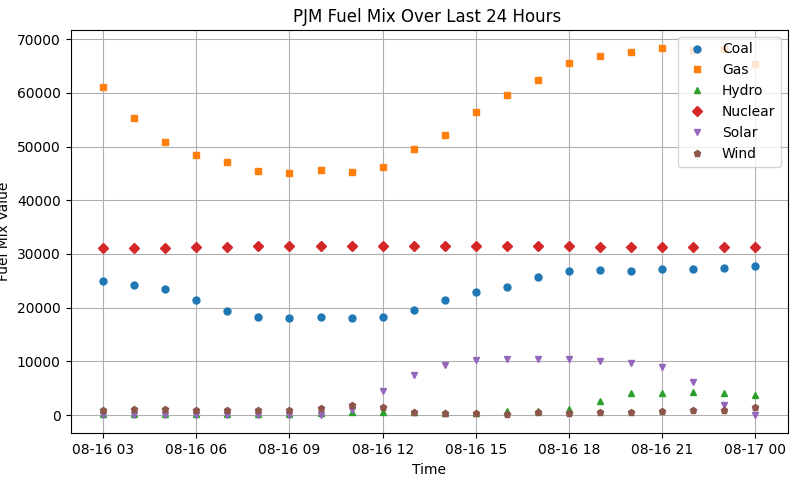 PJM Fuel Mix Over Last 24 Hours
70000
60000
50000
40000
30000
20000
10000
0
Fuel Mix Value
Coal
Gas
Hydro
Nuclear
Solar
Wind
08-16 03
08-16 06
08-16 09
08-16 12
08-16 15
08-16 18
08-16 21
08-17 00
Time